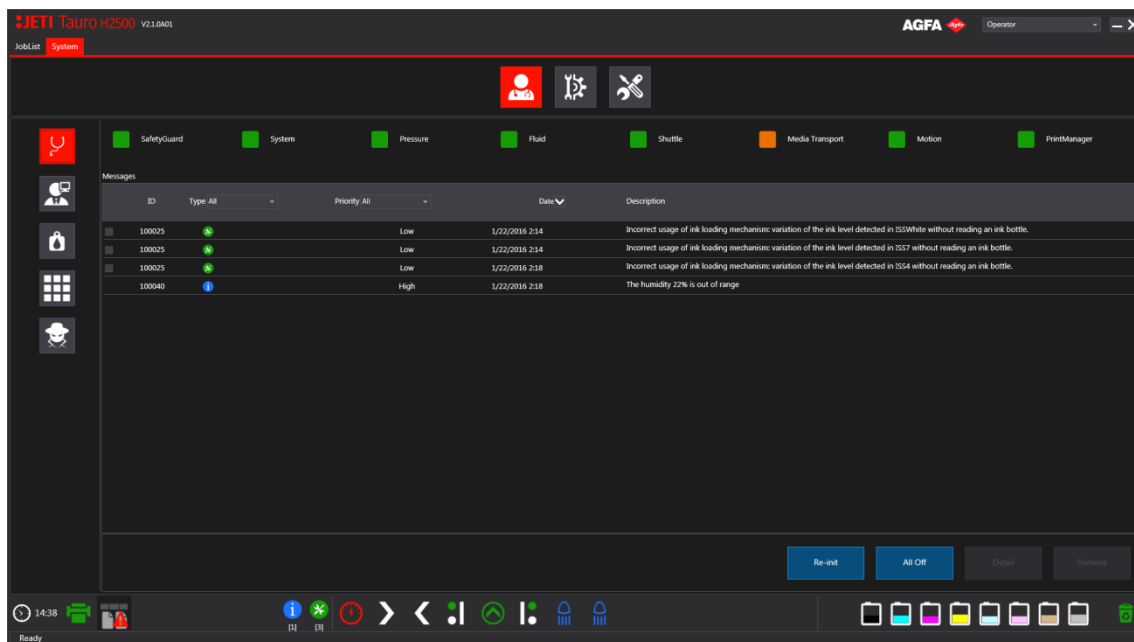 JETI Tauro H2500 V2.1.0A01 AGFA Agfa Operator
JobList System
SafetyGuard System Pressure Fluid Shuttle Media Transport Motion PrintManager
Messages
ID Type All Priority All Date Description
100025 Low 1/22/2016 2:14 Incorrect usage of ink loading mechanism: variation of the ink level detected in ISSWhite without reading an ink bottle.
100025 Low 1/22/2016 2:14 Incorrect usage of ink loading mechanism: variation of the ink level detected in ISS7 without reading an ink bottle.
100025 Low 1/22/2016 2:18 Incorrect usage of ink loading mechanism: variation of the ink level detected in ISS4 without reading an ink bottle.
100040 i High 1/22/2016 2:18 The humidity 22% is out of range
Re-init All Off Detail Remove
14:38 i
[1] [3]
Ready